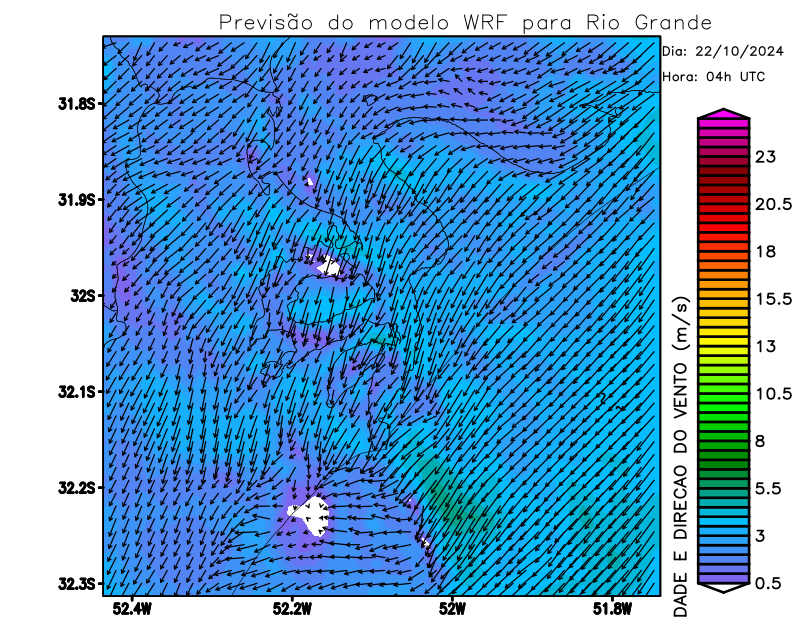 Previsão do modelo WRF para Rio Grande
Dia: 22/10/2024
Hora: 04h UTC
31.8S
31.9S
32S
32.1S
32.2S
32.3S
52.4W
52.2W
52W
51.8W
23
20.5
18
15.5
13
10.5
8
5.5
3
0.5
DADE E DIRECAO DO VENTO (m/s)